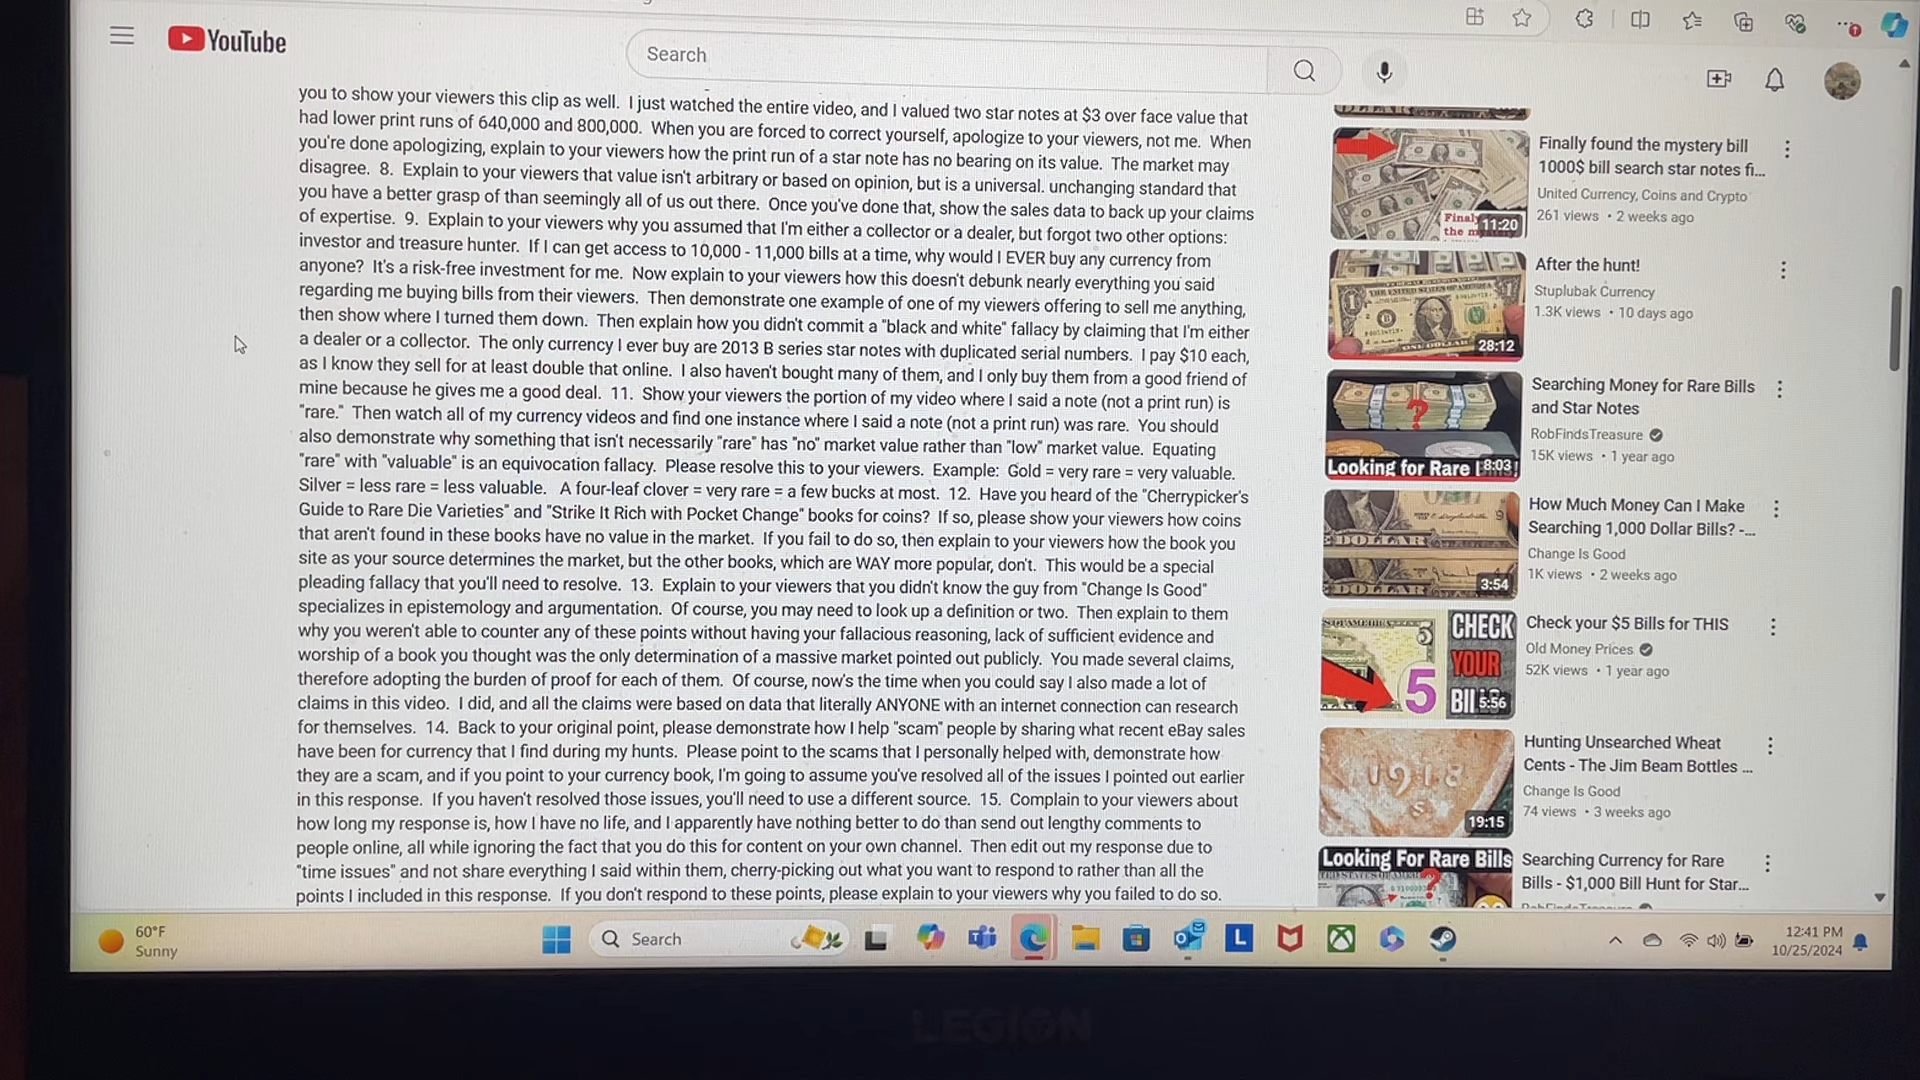 YouTube
Search
you to show your viewers this clip as well. I just watched the entire video, and I valued two star notes at $3 over face value that
had lower print runs of 640,000 and 800,000. When you are forced to correct yourself, apologize to your viewers, not me. When
you're done apologizing, explain to your viewers how the print run of a star note has no bearing on its value. The market may
disagree. 8. Explain to your viewers that value isn't arbitrary or based on opinion, but is a universal. unchanging standard that
you have a better grasp of than seemingly all of us out there. Once you've done that, show the sales data to back up your claims
of expertise. 9. Explain to your viewers why you assumed that I'm either a collector or a dealer, but forgot two other options:
investor and treasure hunter. If I can get access to 10,000 - 11,000 bills at a time, why would I EVER buy any currency from
anyone? It's a risk-free investment for me. Now explain to your viewers how this doesn't debunk nearly everything you said
regarding me buying bills from their viewers. Then demonstrate one example of one of my viewers offering to sell me anything,
then show where I turned them down. Then explain how you didn't commit a "black and white" fallacy by claiming that I'm either
a dealer or a collector. The only currency I ever buy are 2013 B series star notes with duplicated serial numbers. I pay $10 each,
as I know they sell for at least double that online. I also haven't bought many of them, and I only buy them from a good friend of
mine because he gives me a good deal. 11. Show your viewers the portion of my video where I said a note (not a print run) is
"rare." Then watch all of my currency videos and find one instance where I said a note (not a print run) was rare. You should
also demonstrate why something that isn't necessarily "rare" has "no" market value rather than "low" market value. Equating
"rare" with "valuable" is an equivocation fallacy. Please resolve this to your viewers. Example: Gold = very rare = very valuable.
Silver = less rare = less valuable. A four-leaf clover = very rare = a few bucks at most. 12. Have you heard of the "Cherrypicker's
Guide to Rare Die Varieties" and "Strike It Rich with Pocket Change" books for coins? If so, please show your viewers how coins
that aren't found in these books have no value in the market. If you fail to do so, then explain to your viewers how the book you
site as your source determines the market, but the other books, which are WAY more popular, don't. This would be a special
pleading fallacy that you'll need to resolve. 13. Explain to your viewers that you didn't know the guy from "Change Is Good"
specializes in epistemology and argumentation. Of course, you may need to look up a definition or two. Then explain to them
why you weren't able to counter any of these points without having your fallacious reasoning, lack of sufficient evidence and
worship of a book you thought was the only determination of a massive market pointed out publicly. You made several claims,
therefore adopting the burden of proof for each of them. Of course, now's the time when you could say I also made a lot of
claims in this video. I did, and all the claims were based on data that literally ANYONE with an internet connection can research
for themselves. 14. Back to your original point, please demonstrate how I help "scam" people by sharing what recent eBay sales
have been for currency that I find during my hunts. Please point to the scams that I personally helped with, demonstrate how
they are a scam, and if you point to your currency book, I'm going to assume you've resolved all of the issues I pointed out earlier
in this response. If you haven't resolved those issues, you'll need to use a different source. 15. Complain to your viewers about
how long my response is, how I have no life, and I apparently have nothing better to do than send out lengthy comments to
people online, all while ignoring the fact that you do this for content on your own channel. Then edit out my response due to
"time issues" and not share everything I said within them, cherry-picking out what you want to respond to rather than all the
points I included in this response. If you don't respond to these points, please explain to your viewers why you failed to do so.
Finally found the mystery bill
1000$ bill search star notes fi...
United Currency, Coins and Crypto
261 views • 2 weeks ago
Finaly
the m
11:20
After the hunt!
Stuplubak Currency
1.3K views • 10 days ago
28:12
Searching Money for Rare Bills
and Star Notes
RobFindsTreasure
15K views • 1 year ago
Looking for Rare
8:03
How Much Money Can I Make
Searching 1,000 Dollar Bills? -...
Change Is Good
1K views • 2 weeks ago
3:54
Check your $5 Bills for THIS
Old Money Prices
52K views • 1 year ago
CHECK
YOUR
BILLS
5
5:56
Hunting Unsearched Wheat
Cents - The Jim Beam Bottles ...
Change Is Good
74 views • 3 weeks ago
1918
S
19:15
Looking For Rare Bills
Searching Currency for Rare
Bills - $1,000 Bill Hunt for Star...
60°F
Sunny
Search
12:41 PM
10/25/2024
LEGION